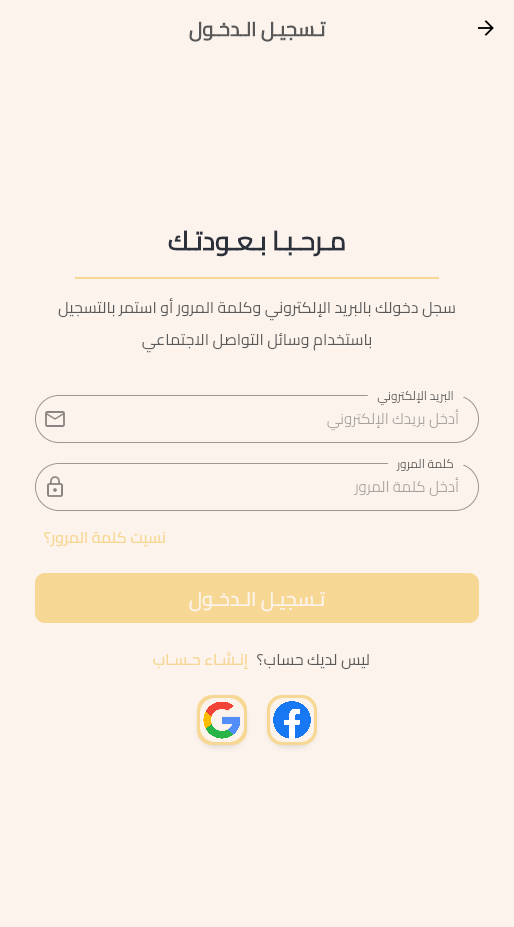 تسجيل الدخول
مرحبا بعودتك
سجل دخولك بالبريد الإلكتروني وكلمة المرور أو استمر بالتسجيل
باستخدام وسائل التواصل الاجتماعي
البريد الإلكتروني
أدخل بريدك الإلكتروني
كلمة المرور
أدخل كلمة المرور
نسيت كلمة المرور؟
تسجيل الدخول
ليس لديك حساب؟ إنشاء حساب